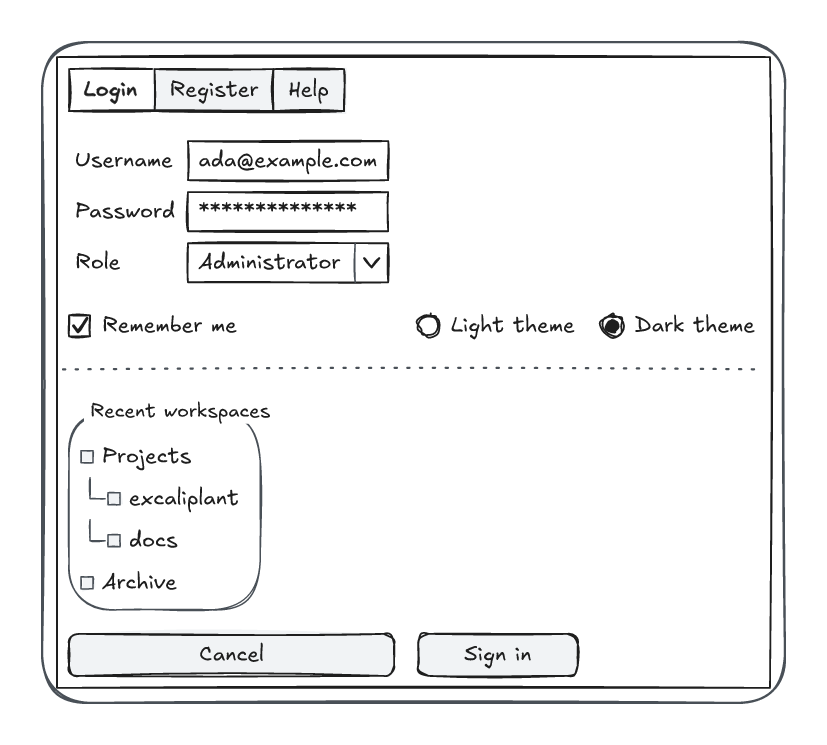 Login Register Help
Username ada@example.com
Password **************
Role Administrator
Remember me Light theme Dark theme
Recent workspaces
Projects
excaliplant
docs
Archive
Cancel Sign in